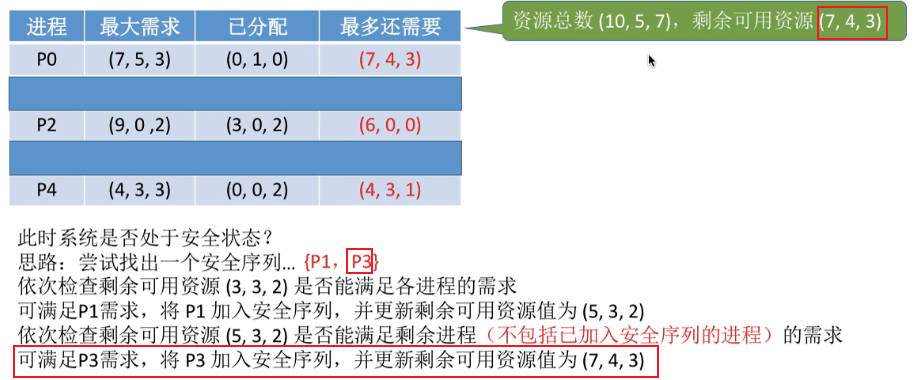 资源总数 (10, 5, 7)，剩余可用资源 (7, 4, 3)
进程 最大需求 已分配 最多还需要
P0 (7, 5, 3) (0, 1, 0) (7, 4, 3)
P2 (9, 0 ,2) (3, 0, 2) (6, 0, 0)
P4 (4, 3, 3) (0, 0, 2) (4, 3, 1)
此时系统是否处于安全状态？
思路：尝试找出一个安全序列... {P1，P3}
依次检查剩余可用资源 (3, 3, 2) 是否能满足各进程的需求
可满足P1需求，将 P1 加入安全序列，并更新剩余可用资源值为 (5, 3, 2)
依次检查剩余可用资源 (5, 3, 2) 是否能满足剩余进程（不包括已加入安全序列的进程）的需求
可满足P3需求，将 P3 加入安全序列，并更新剩余可用资源值为 (7, 4, 3)